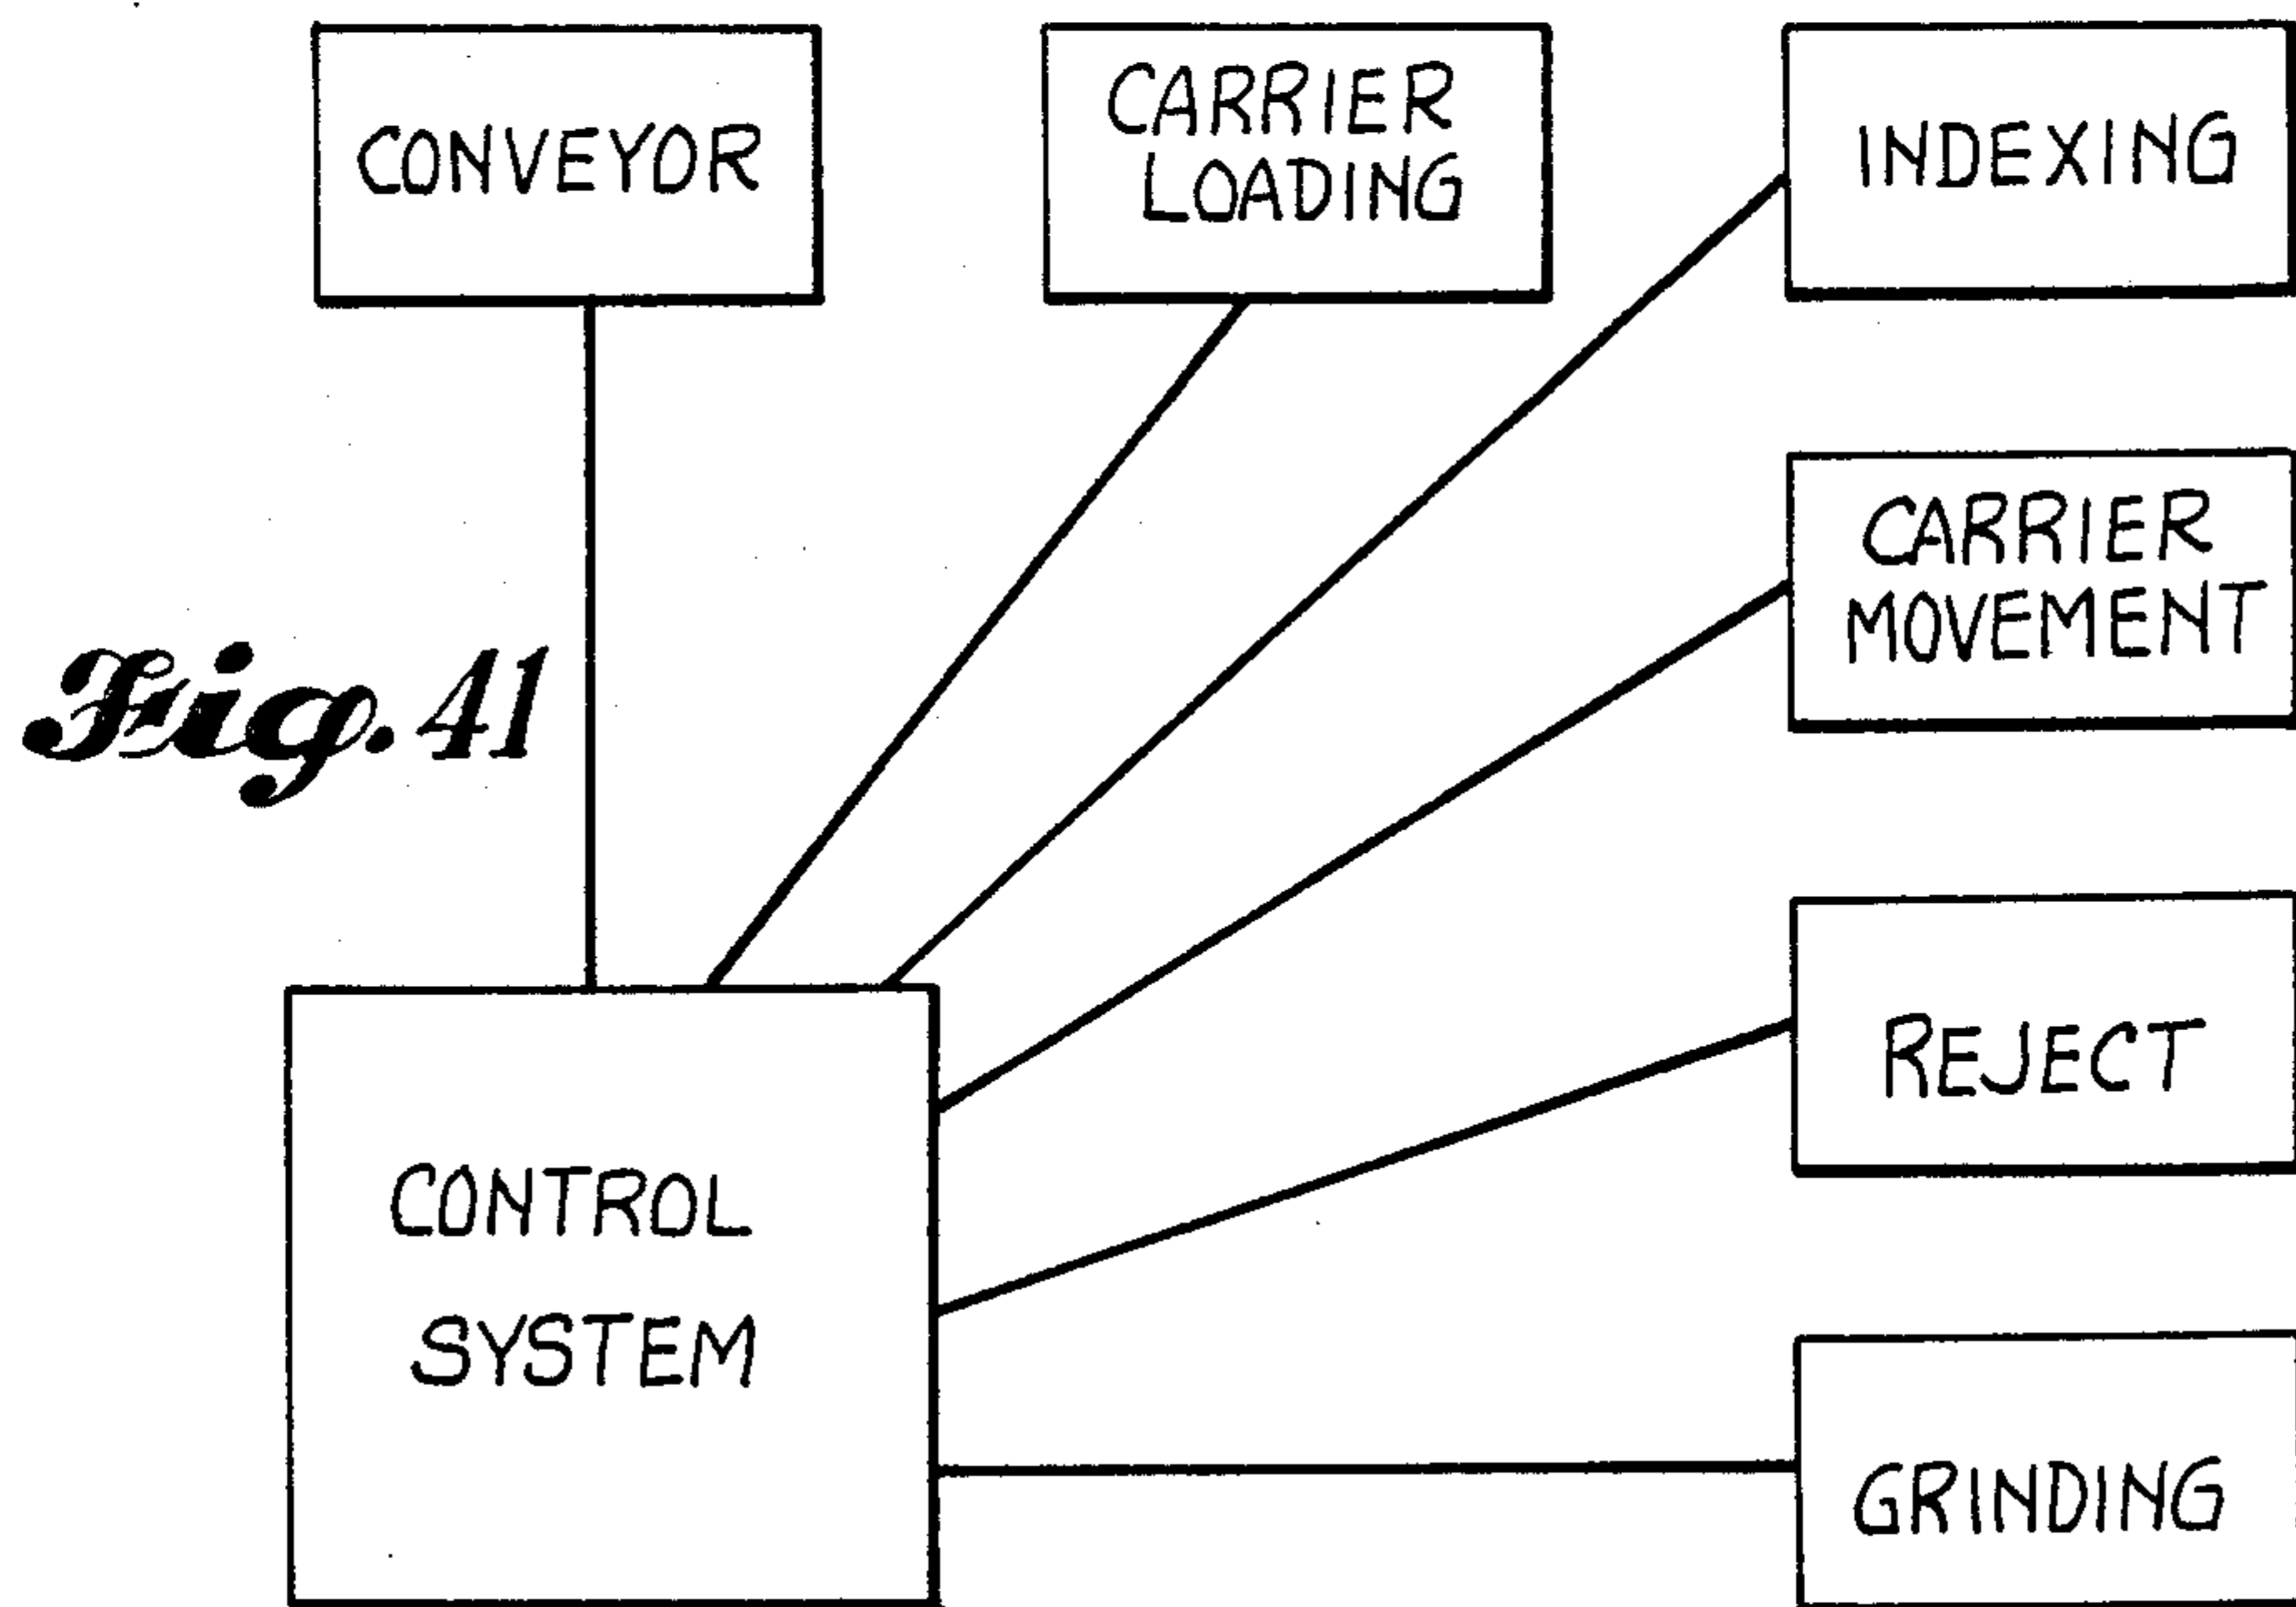 CONVEYOR
CARRIER
LOADING
INDEXING
CARRIER
MOVEMENT
Fig. 41
REJECT
CONTROL
SYSTEM
GRINDING